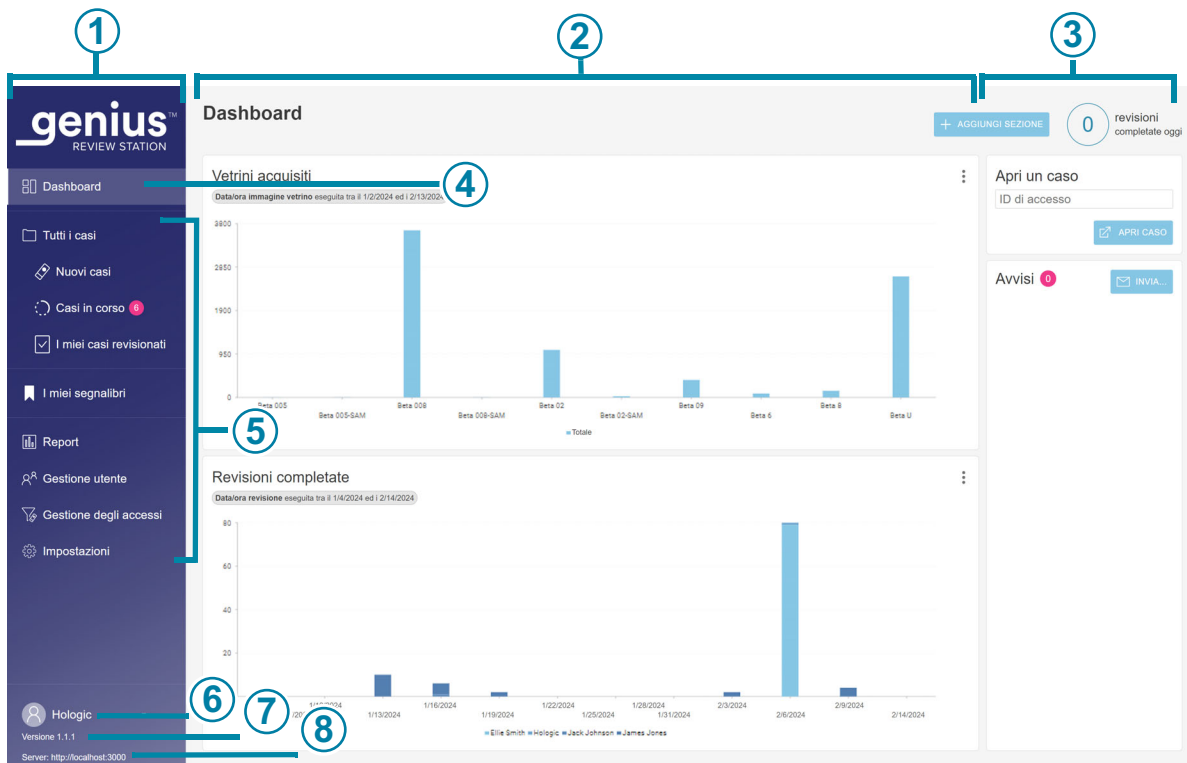 1
2
3
genius™
REVIEW STATION
Dashboard
Tutti i casi
Nuovi casi
Casi in corso 6
I miei casi revisionati
I miei segnalibri
Report
Gestione utente
Gestione degli accessi
Impostazioni
Hologic
Versione 1.1.1
Server: http://localhost:3000
4
5
6
7
8
Dashboard
+ AGGIUNGI SEZIONE
0 revisioni
completate oggi
Vetrini acquisiti
Data/ora immagine vetrino eseguita tra il 1/2/2024 ed i 2/13/2024
3800
2850
1900
950
0
Beta 005
Beta 005-SAM
Beta 006
Beta 006-SAM
Beta 02
Beta 02-SAM
Beta 09
Beta 6
Beta 8
Beta U
Totale
Revisioni completate
Data/ora revisione eseguita tra il 1/4/2024 ed i 2/14/2024
80
60
40
20
1/13/2024
1/16/2024
1/19/2024
1/22/2024
1/25/2024
1/28/2024
1/31/2024
2/3/2024
2/6/2024
2/9/2024
2/14/2024
Ellie Smith Hologic Jack Johnson James Jones
Apri un caso
ID di accesso
APRI CASO
Avvisi 0
INVIA...